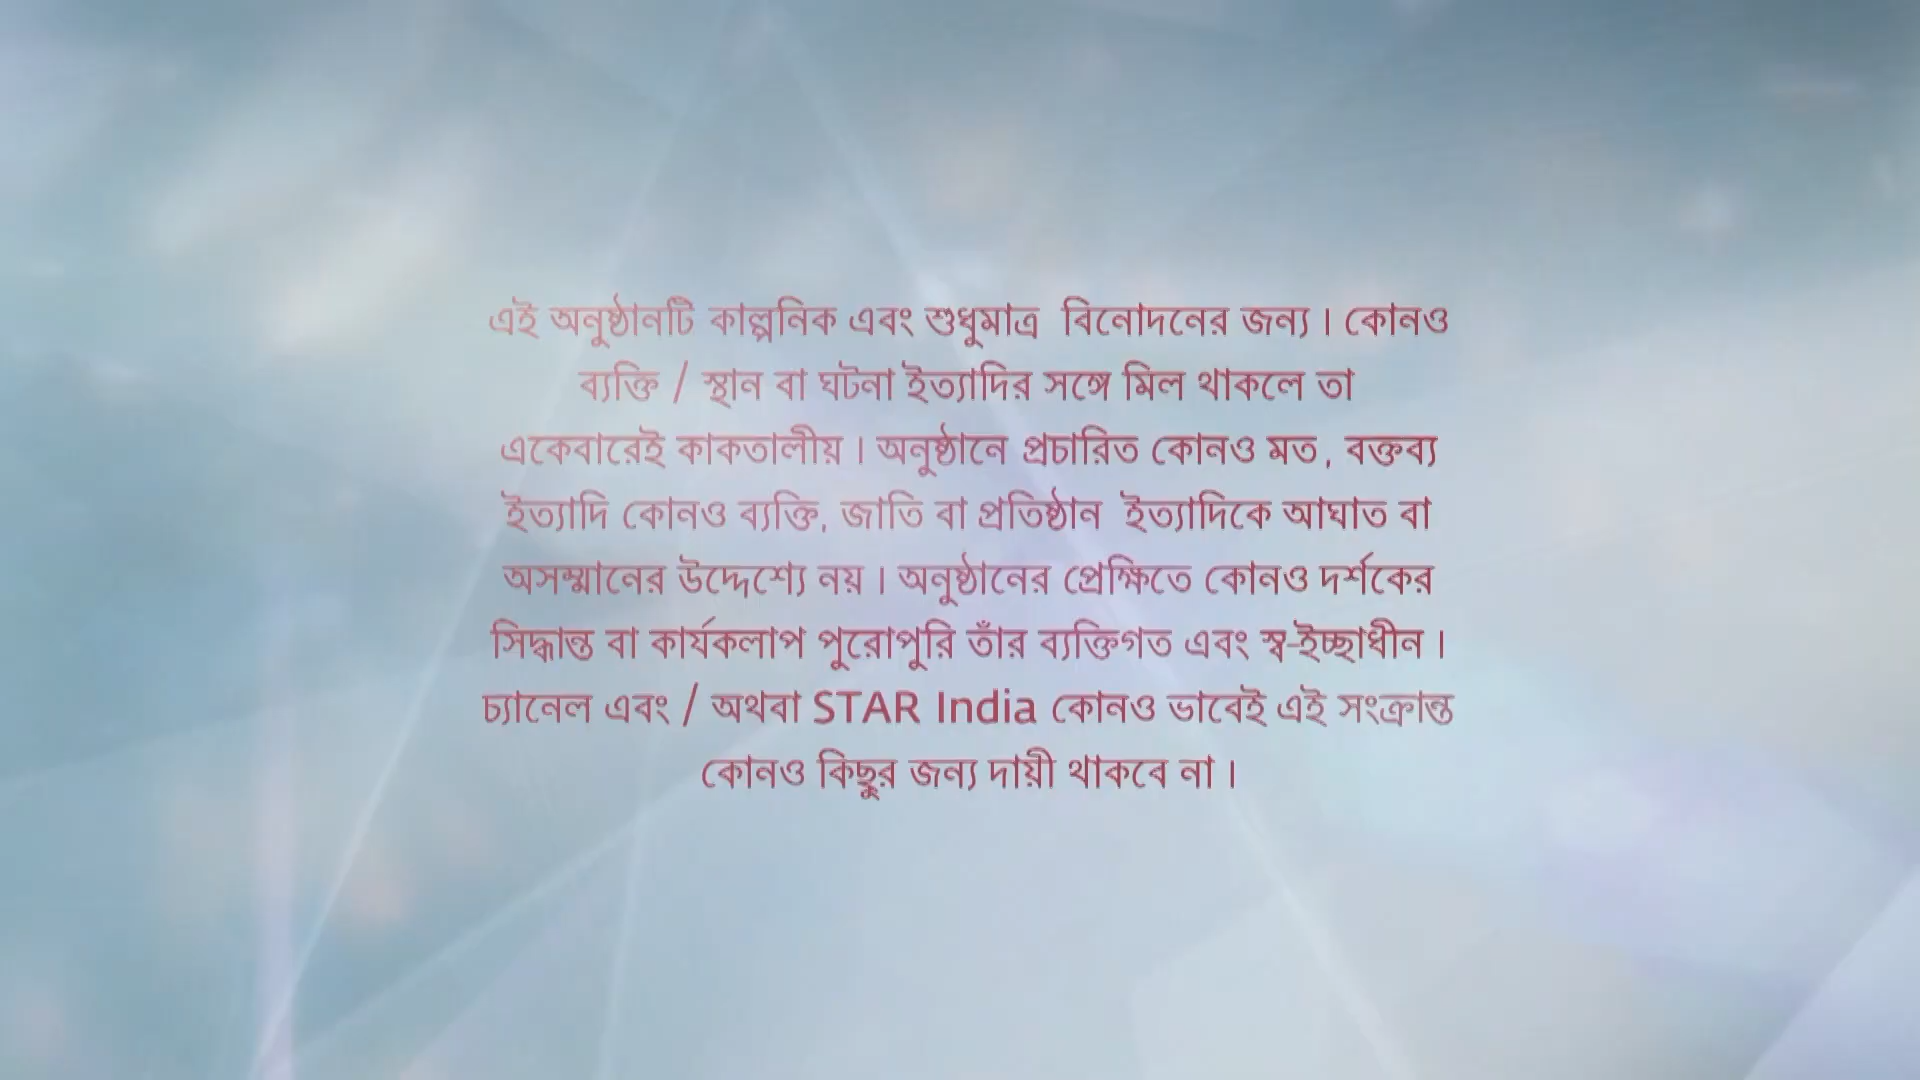 এই অনুষ্ঠানটি কাল্পনিক এবং শুধুমাত্র বিনোদনের জন্য । কোনও
ব্যক্তি / স্থান বা ঘটনা ইত্যাদির সঙ্গে মিল থাকলে তা
একেবারেই কাকতালীয় । অনুষ্ঠানে প্রচারিত কোনও মত , বক্তব্য
ইত্যাদি কোনও ব্যক্তি, জাতি বা প্রতিষ্ঠান ইত্যাদিকে আঘাত বা
অসম্মানের উদ্দেশ্যে নয় । অনুষ্ঠানের প্রেক্ষিতে কোনও দর্শকের
সিদ্ধান্ত বা কার্যকলাপ পুরোপুরি তাঁর ব্যক্তিগত এবং স্ব-ইচ্ছাধীন ।
চ্যানেল এবং / অথবা STAR India কোনও ভাবেই এই সংক্রান্ত
কোনও কিছুর জন্য দায়ী থাকবে না ।